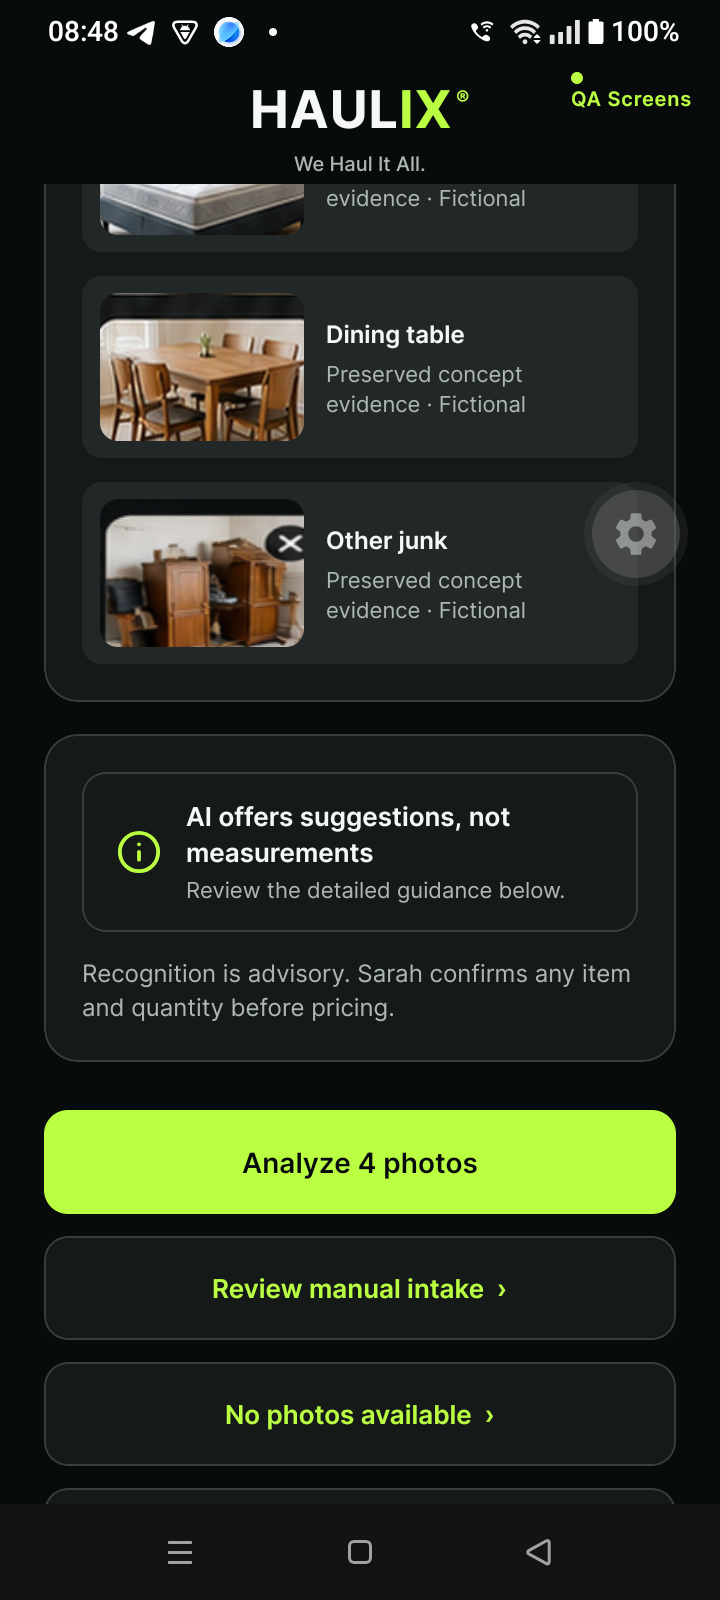 08:48
100%
HAULIX®
QA Screens
We Haul It All.
evidence · Fictional
Dining table
Preserved concept
evidence · Fictional
Other junk
Preserved concept
evidence · Fictional
AI offers suggestions, not
measurements
Review the detailed guidance below.
Recognition is advisory. Sarah confirms any item
and quantity before pricing.
Analyze 4 photos
Review manual intake ›
No photos available ›